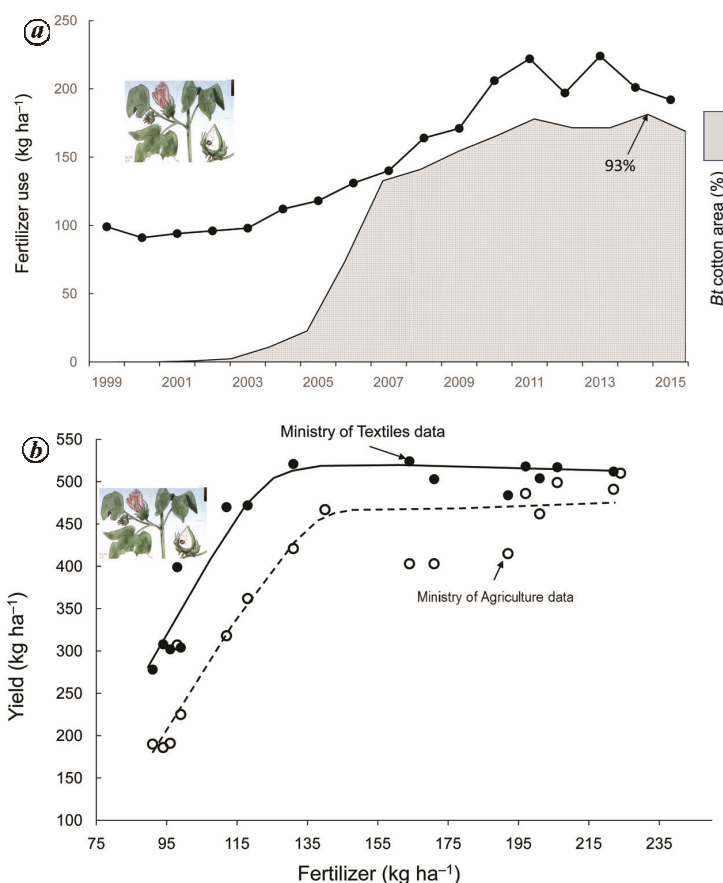 a
250
200
150
100
50
0
Fertilizer use (kg ha⁻¹)
93%
Bt cotton area (%)
1999 2001 2003 2005 2007 2009 2011 2013 2015
b
Ministry of Textiles data
550
500
450
400
350
300
250
200
150
100
Yield (kg ha⁻¹)
Ministry of Agriculture data
75 95 115 135 155 175 195 215 235
Fertilizer (kg ha⁻¹)